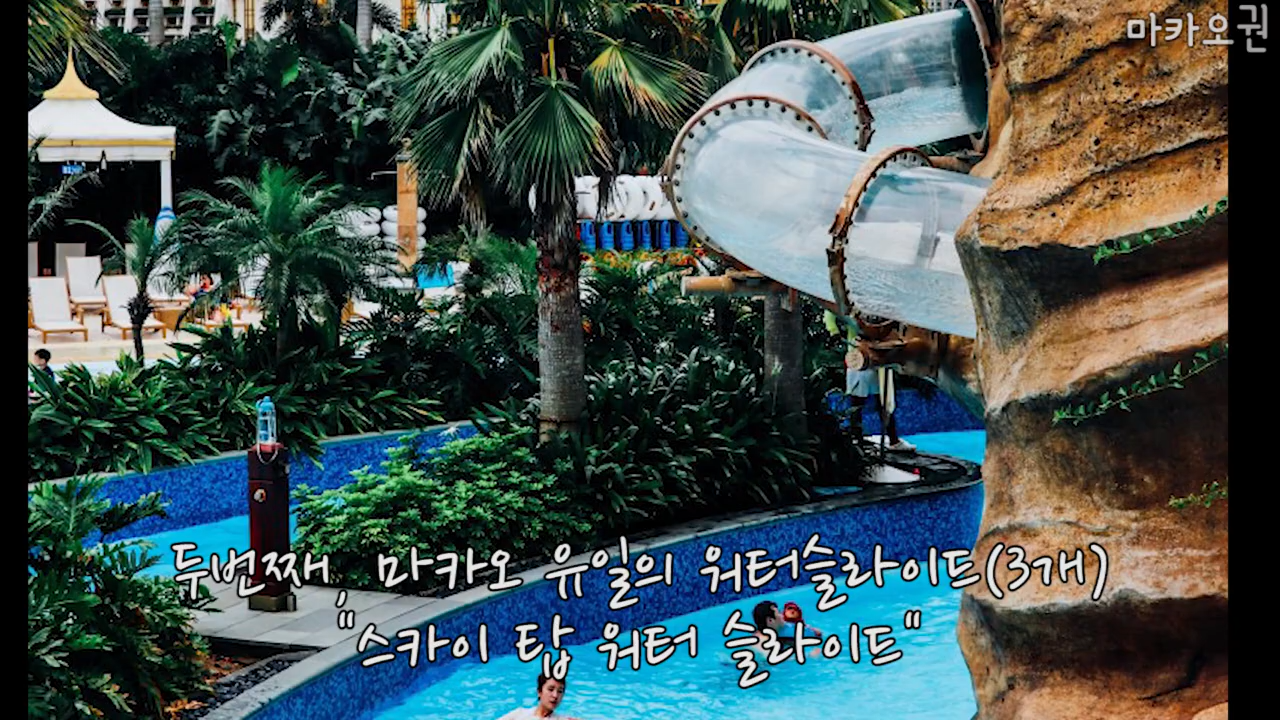 마카오권
두번째, 마카오 유일의 워터슬라이드(3개)
"스카이 탑 워터 슬라이드"